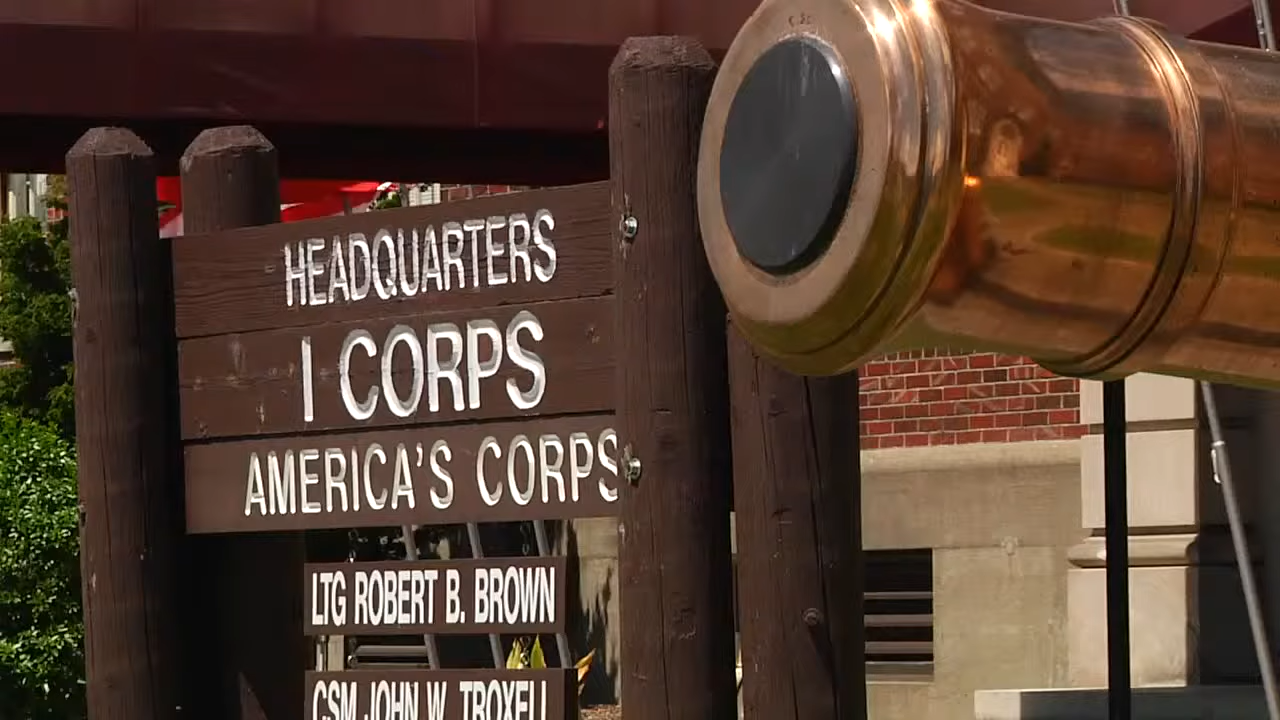 HEADQUARTERS
I CORPS
AMERICA'S CORPS
LTG ROBERT B. BROWN
CSM JOHN W. TROXELL